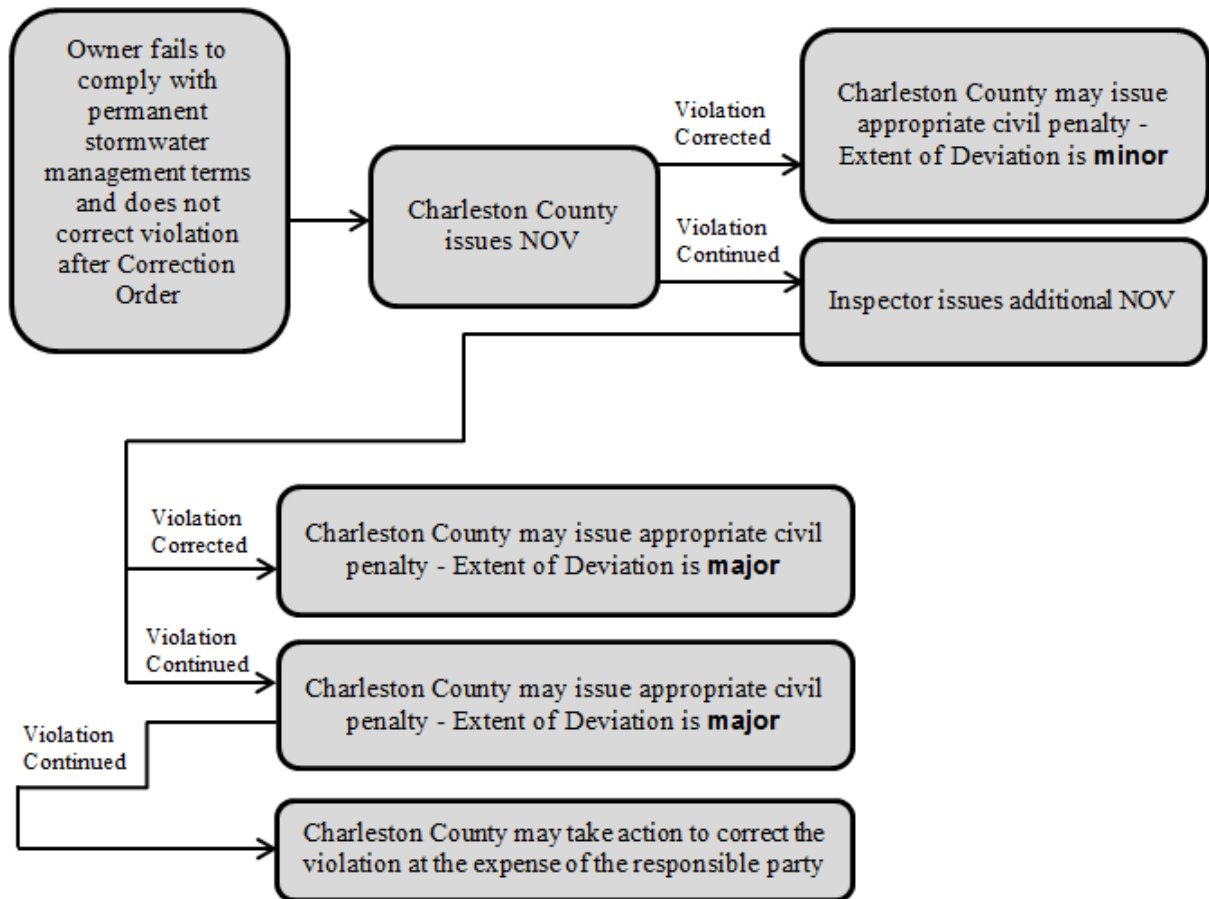 Owner fails to
comply with
permanent
stormwater
management terms
and does not
correct violation
after Correction
Order
Charleston County
issues NOV
Violation
Corrected
Charleston County may issue
appropriate civil penalty -
Extent of Deviation is minor
Violation
Continued
Inspector issues additional NOV
Violation
Corrected
Charleston County may issue appropriate civil
penalty - Extent of Deviation is major
Violation
Continued
Charleston County may issue appropriate civil
penalty - Extent of Deviation is major
Violation
Continued
Charleston County may take action to correct the
violation at the expense of the responsible party